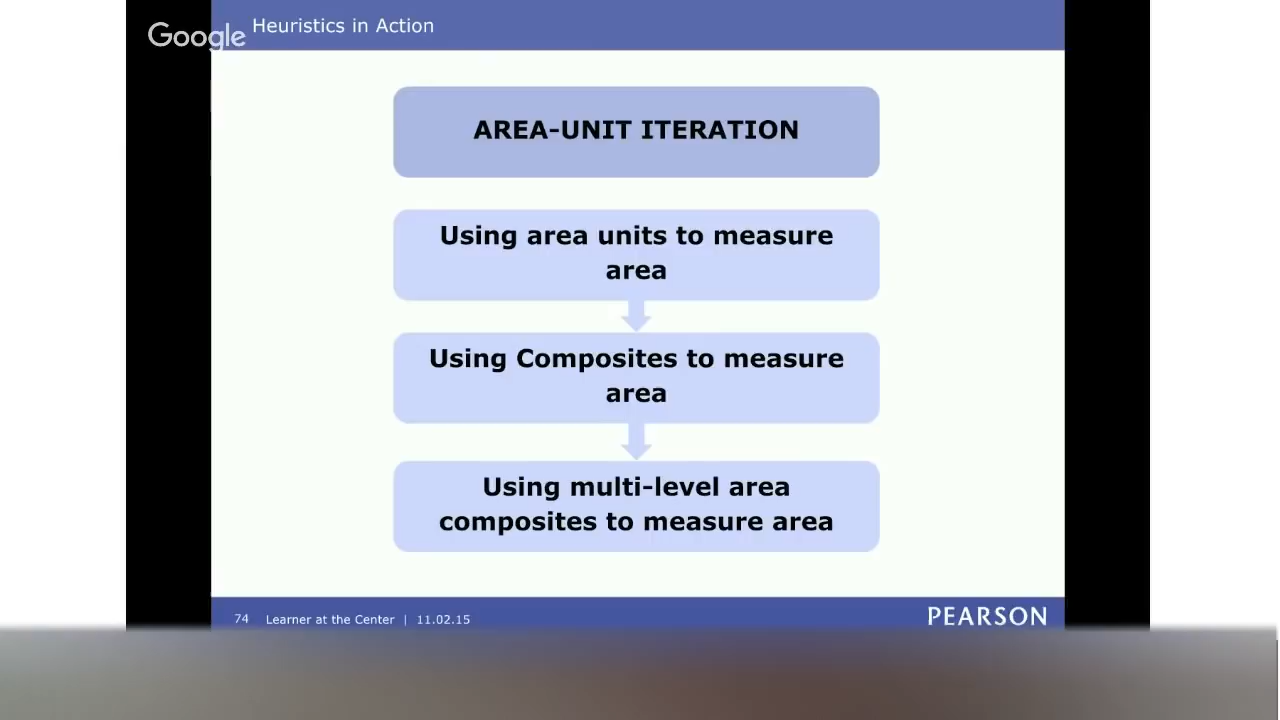 Google
Heuristics in Action
AREA-UNIT ITERATION
Using area units to measure
area
Using Composites to measure
area
Using multi-level area
composites to measure area
74 Learner at the Center | 11.02.15
PEARSON